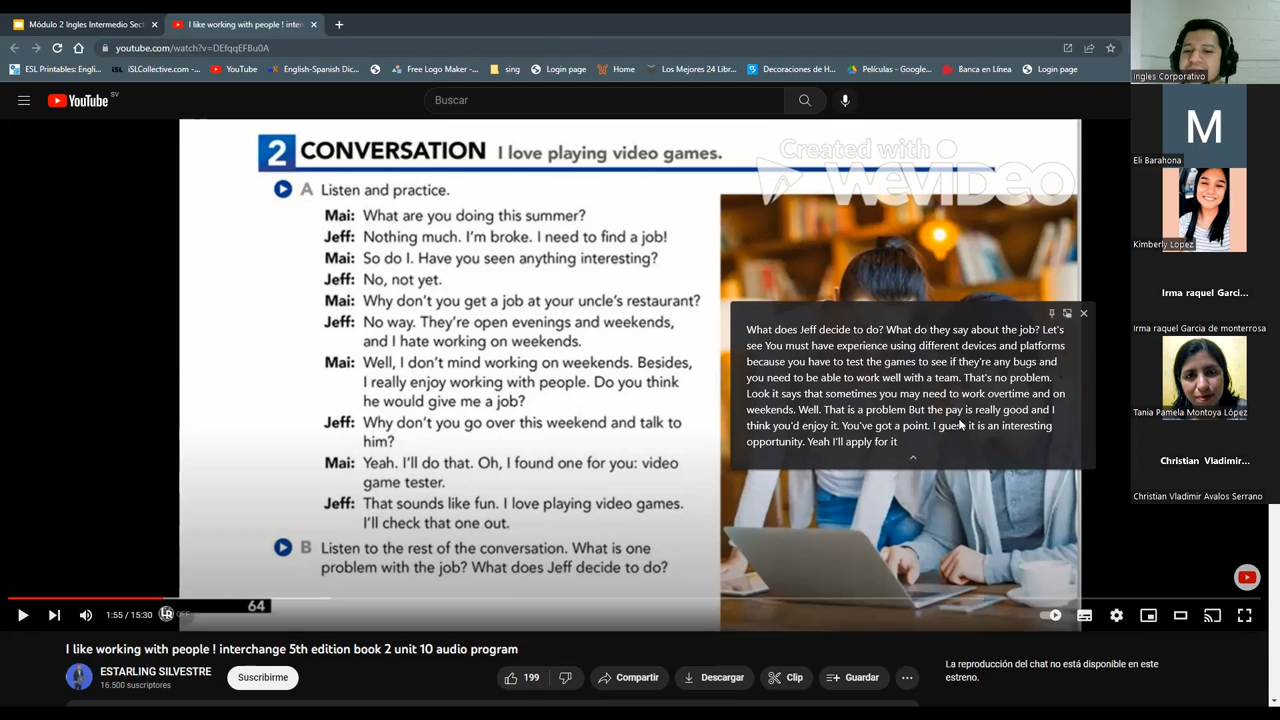 Módulo 2 Ingles Intermedio Sect
I like working with people ! inter
youtube.com/watch?v=DEfqqEFBu0A
ESL Printables: Engli...
iSL
iSLCollective.com -...
YouTube
English-Spanish Dic...
Free Logo Maker -...
sing
Login page
Home
Los Mejores 24 Libr...
Decoraciones de H...
Películas - Google...
Banca en Línea
Login page
YouTube SV
Buscar
2 CONVERSATION I love playing video games.
Created with
WEVIDEO
A Listen and practice.
Mai: What are you doing this summer?
Jeff: Nothing much. I'm broke. I need to find a job!
Mai: So do I. Have you seen anything interesting?
Jeff: No, not yet.
Mai: Why don't you get a job at your uncle's restaurant?
Jeff: No way. They're open evenings and weekends,
and I hate working on weekends.
Mai: Well, I don't mind working on weekends. Besides,
I really enjoy working with people. Do you think
he would give me a job?
Jeff: Why don't you go over this weekend and talk to
him?
Mai: Yeah. I'll do that. Oh, I found one for you: video
game tester.
Jeff: That sounds like fun. I love playing video games.
I'll check that one out.
B Listen to the rest of the conversation. What is one
problem with the job? What does Jeff decide to do?
64
What does Jeff decide to do? What do they say about the job? Let's
see You must have experience using different devices and platforms
because you have to test the games to see if they're any bugs and
you need to be able to work well with a team. That's no problem.
Look it says that sometimes you may need to work overtime and on
weekends. Well. That is a problem But the pay is really good and I
think you'd enjoy it. You've got a point. I guess it is an interesting
opportunity. Yeah I'll apply for it
1:55 / 15:30
LR OFF
I like working with people ! interchange 5th edition book 2 unit 10 audio program
ESTARLING SILVESTRE
16.500 suscriptores
Suscribirme
199
Compartir
Descargar
Clip
Guardar
La reproducción del chat no está disponible en este
estreno.
Ingles Corporativo
M
Eli Barahona
Kimberly Lopez
Irma raquel Garci...
Irma raquel Garcia de monterrosa
Tania Pamela Montoya López
Christian Vladimir...
Christian Vladimir Avalos Serrano